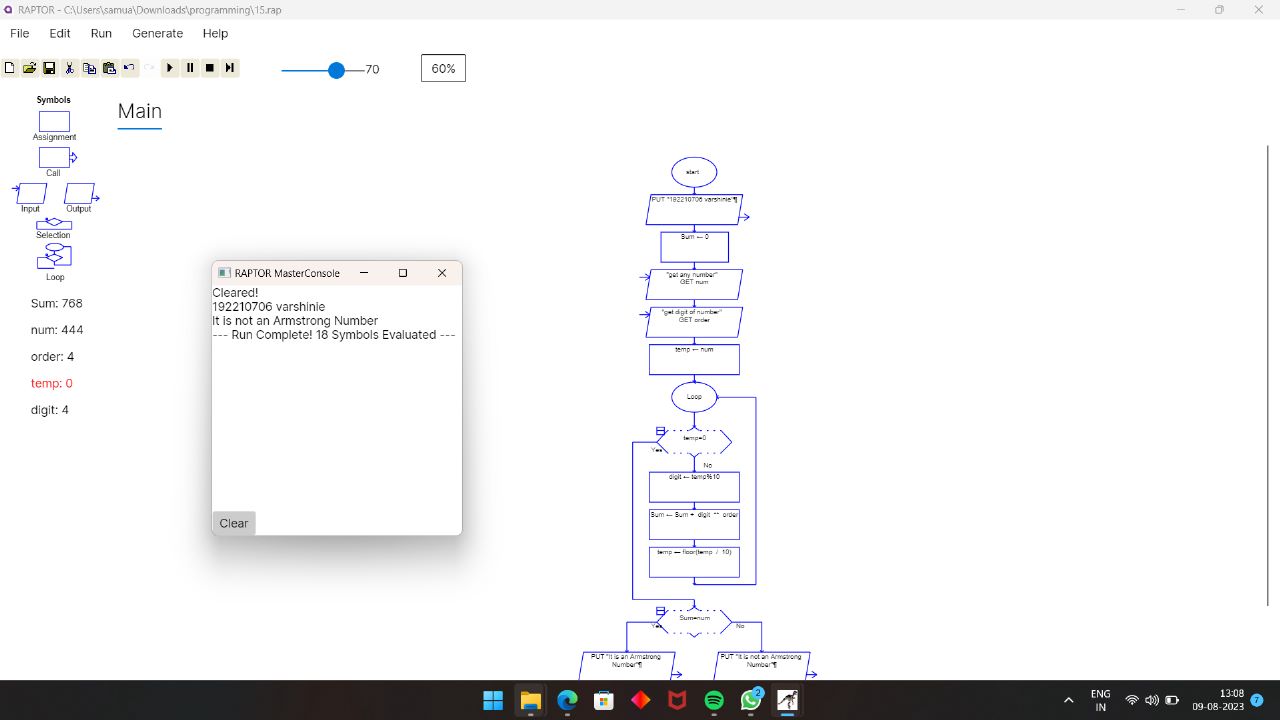 RAPTOR - C:\Users\samua\Downloads\programming\15.rap
File Edit Run Generate Help
70
60%
Symbols
Assignment
Call
Input Output
Selection
Loop
Sum: 768
num: 444
order: 4
temp: 0
digit: 4
Main
RAPTOR MasterConsole
Cleared!
192210706 varshinie
It is not an Armstrong Number
--- Run Complete! 18 Symbols Evaluated ---
Clear
start
PUT "192210706 varshinie"¶
Sum ← 0
"get any number"
GET num
"get digit of number"
GET order
temp ← num
Loop
temp=0
Yes
No
digit ← temp%10
Sum ← Sum + digit ** order
temp ← floor(temp / 10)
Sum=num
Yes
No
PUT "It is an Armstrong
Number"¶
PUT "It is not an Armstrong
Number"¶
2
ENG
IN
13:08
09-08-2023
7